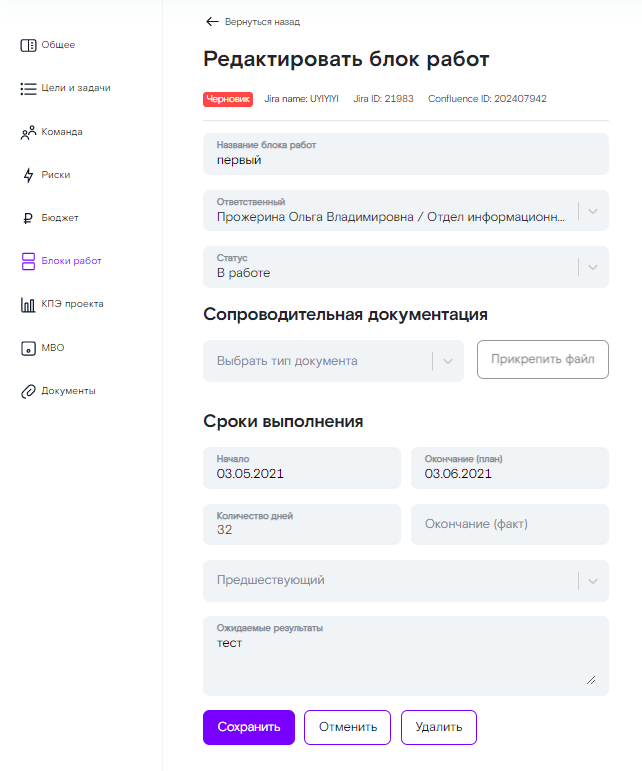 Вернуться назад
Общее
Цели и задачи
Команда
Риски
Бюджет
Блоки работ
КПЭ проекта
МВО
Документы
Редактировать блок работ
Черновик Jira name: UYIYIYI Jira ID: 21983 Confluence ID: 202407942
Название блока работ
первый
Ответственный
Прожерина Ольга Владимировна / Отдел информационн...
Статус
В работе
Сопроводительная документация
Выбрать тип документа Прикрепить файл
Сроки выполнения
Начало Окончание (план)
03.05.2021 03.06.2021
Количество дней
32 Окончание (факт)
Предшествующий
Ожидаемые результаты
тест
Сохранить Отменить Удалить